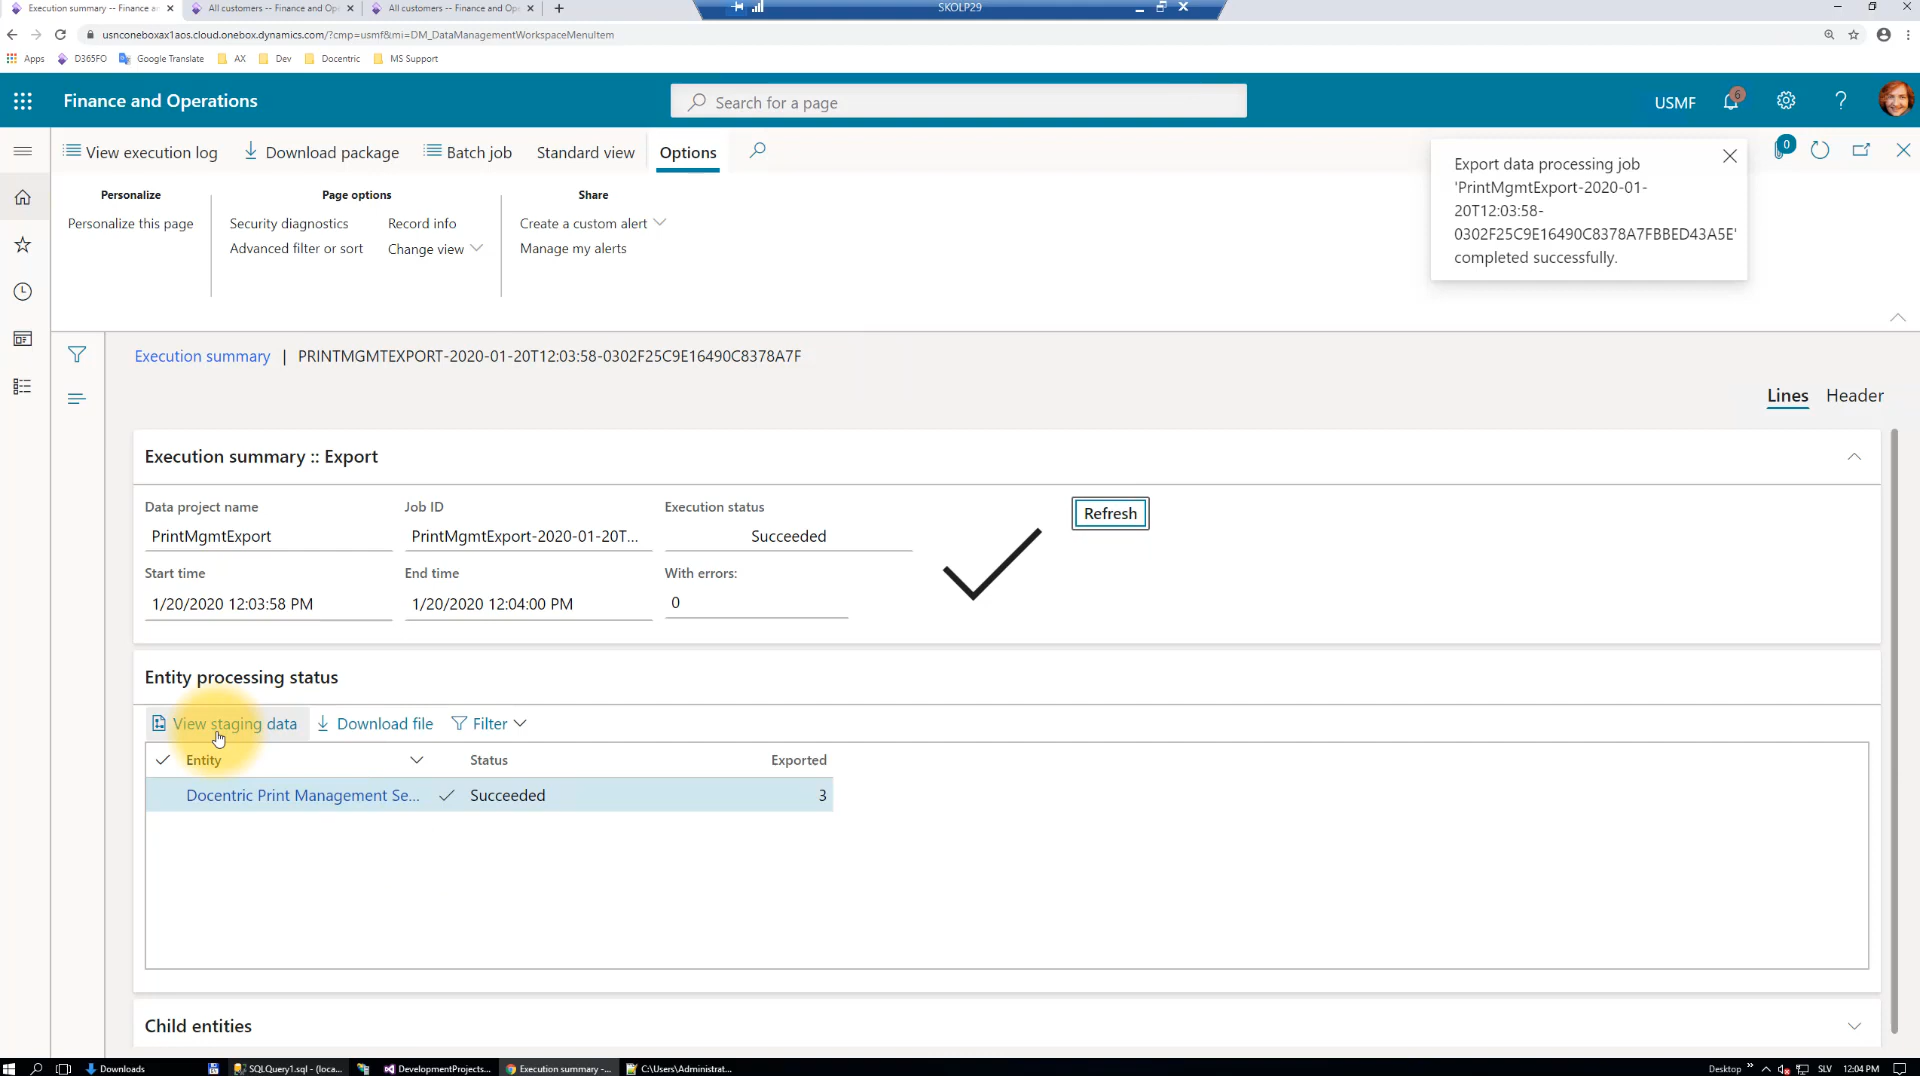 Execution summary -- Finance ar
All customers -- Finance and Op
All customers -- Finance and Op
SKOLP29
usnconeboxax1aos.cloud.onebox.dynamics.com/?cmp=usmf&mi=DM_DataManagementWorkspaceMenuItem
Apps
D365FO
Google Translate
AX
Dev
Docentric
MS Support
Finance and Operations
Search for a page
USMF
6
View execution log
Download package
Batch job
Standard view
Options
0
Personalize
Personalize this page
Page options
Security diagnostics
Record info
Advanced filter or sort
Change view
Share
Create a custom alert
Manage my alerts
Export data processing job
'PrintMgmtExport-2020-01-
20T12:03:58-
0302F25C9E16490C8378A7FBBED43A5E'
completed successfully.
Execution summary | PRINTMGMTEXPORT-2020-01-20T12:03:58-0302F25C9E16490C8378A7F
Lines
Header
Execution summary :: Export
Data project name
Job ID
Execution status
PrintMgmtExport
PrintMgmtExport-2020-01-20T...
Succeeded
Refresh
Start time
End time
With errors:
1/20/2020 12:03:58 PM
1/20/2020 12:04:00 PM
0
Entity processing status
View staging data
Download file
Filter
Entity
Status
Exported
Docentric Print Management Se...
Succeeded
3
Child entities
Downloads
SQLQuery1.sql - (loca...
DevelopmentProjects...
Execution summary -...
C:\Users\Administrat...
Desktop
SLV
12:04 PM